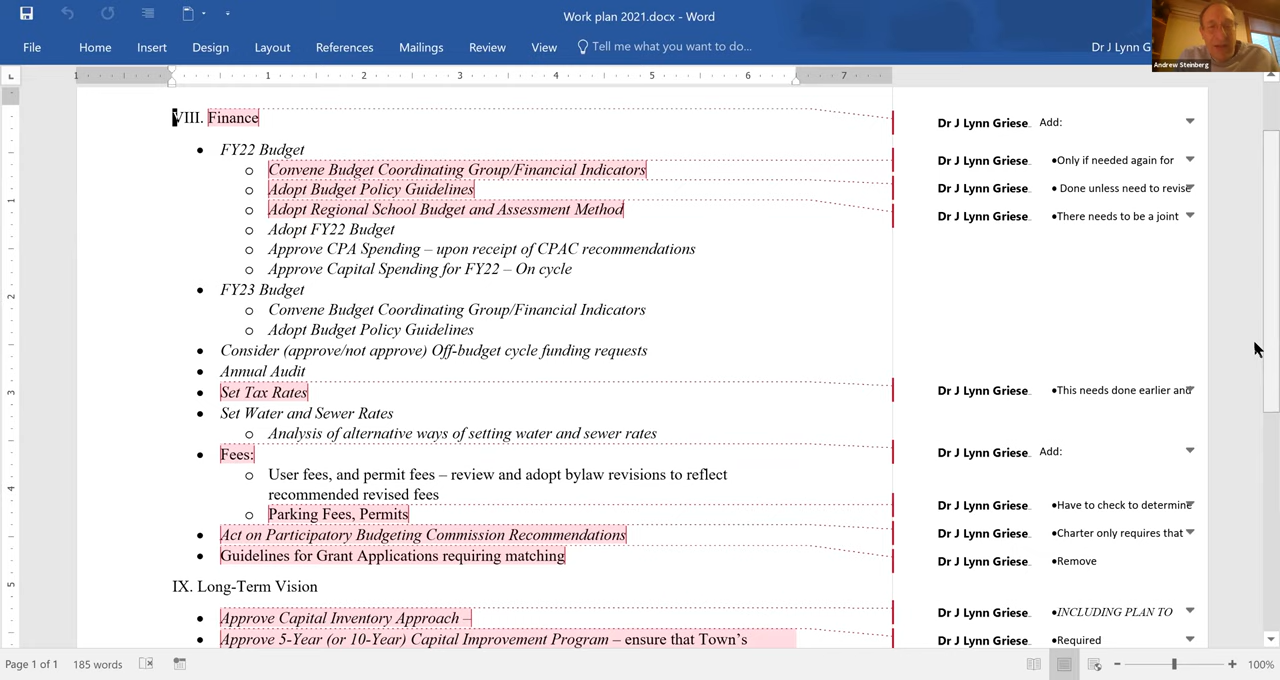 Work plan 2021.docx - Word
File Home Insert Design Layout References Mailings Review View Tell me what you want to do... Dr J Lynn G
Andrew Steinberg
1 1 2 3 4 5 6 7
VIII. Finance
Dr J Lynn Griese... Add:
• FY22 Budget
o Convene Budget Coordinating Group/Financial Indicators
Dr J Lynn Griese... •Only if needed again for
o Adopt Budget Policy Guidelines
Dr J Lynn Griese... • Done unless need to revise
o Adopt Regional School Budget and Assessment Method
Dr J Lynn Griese... •There needs to be a joint
o Adopt FY22 Budget
o Approve CPA Spending – upon receipt of CPAC recommendations
o Approve Capital Spending for FY22 – On cycle
• FY23 Budget
o Convene Budget Coordinating Group/Financial Indicators
o Adopt Budget Policy Guidelines
• Consider (approve/not approve) Off-budget cycle funding requests
• Annual Audit
• Set Tax Rates
Dr J Lynn Griese... •This needs done earlier and
• Set Water and Sewer Rates
o Analysis of alternative ways of setting water and sewer rates
• Fees:
Dr J Lynn Griese... Add:
o User fees, and permit fees – review and adopt bylaw revisions to reflect
recommended revised fees
o Parking Fees, Permits
Dr J Lynn Griese... •Have to check to determine
• Act on Participatory Budgeting Commission Recommendations
Dr J Lynn Griese... •Charter only requires that
• Guidelines for Grant Applications requiring matching
Dr J Lynn Griese... •Remove
IX. Long-Term Vision
• Approve Capital Inventory Approach –
Dr J Lynn Griese... •INCLUDING PLAN TO
• Approve 5-Year (or 10-Year) Capital Improvement Program – ensure that Town's
Dr J Lynn Griese... •Required
Page 1 of 1 185 words 100%